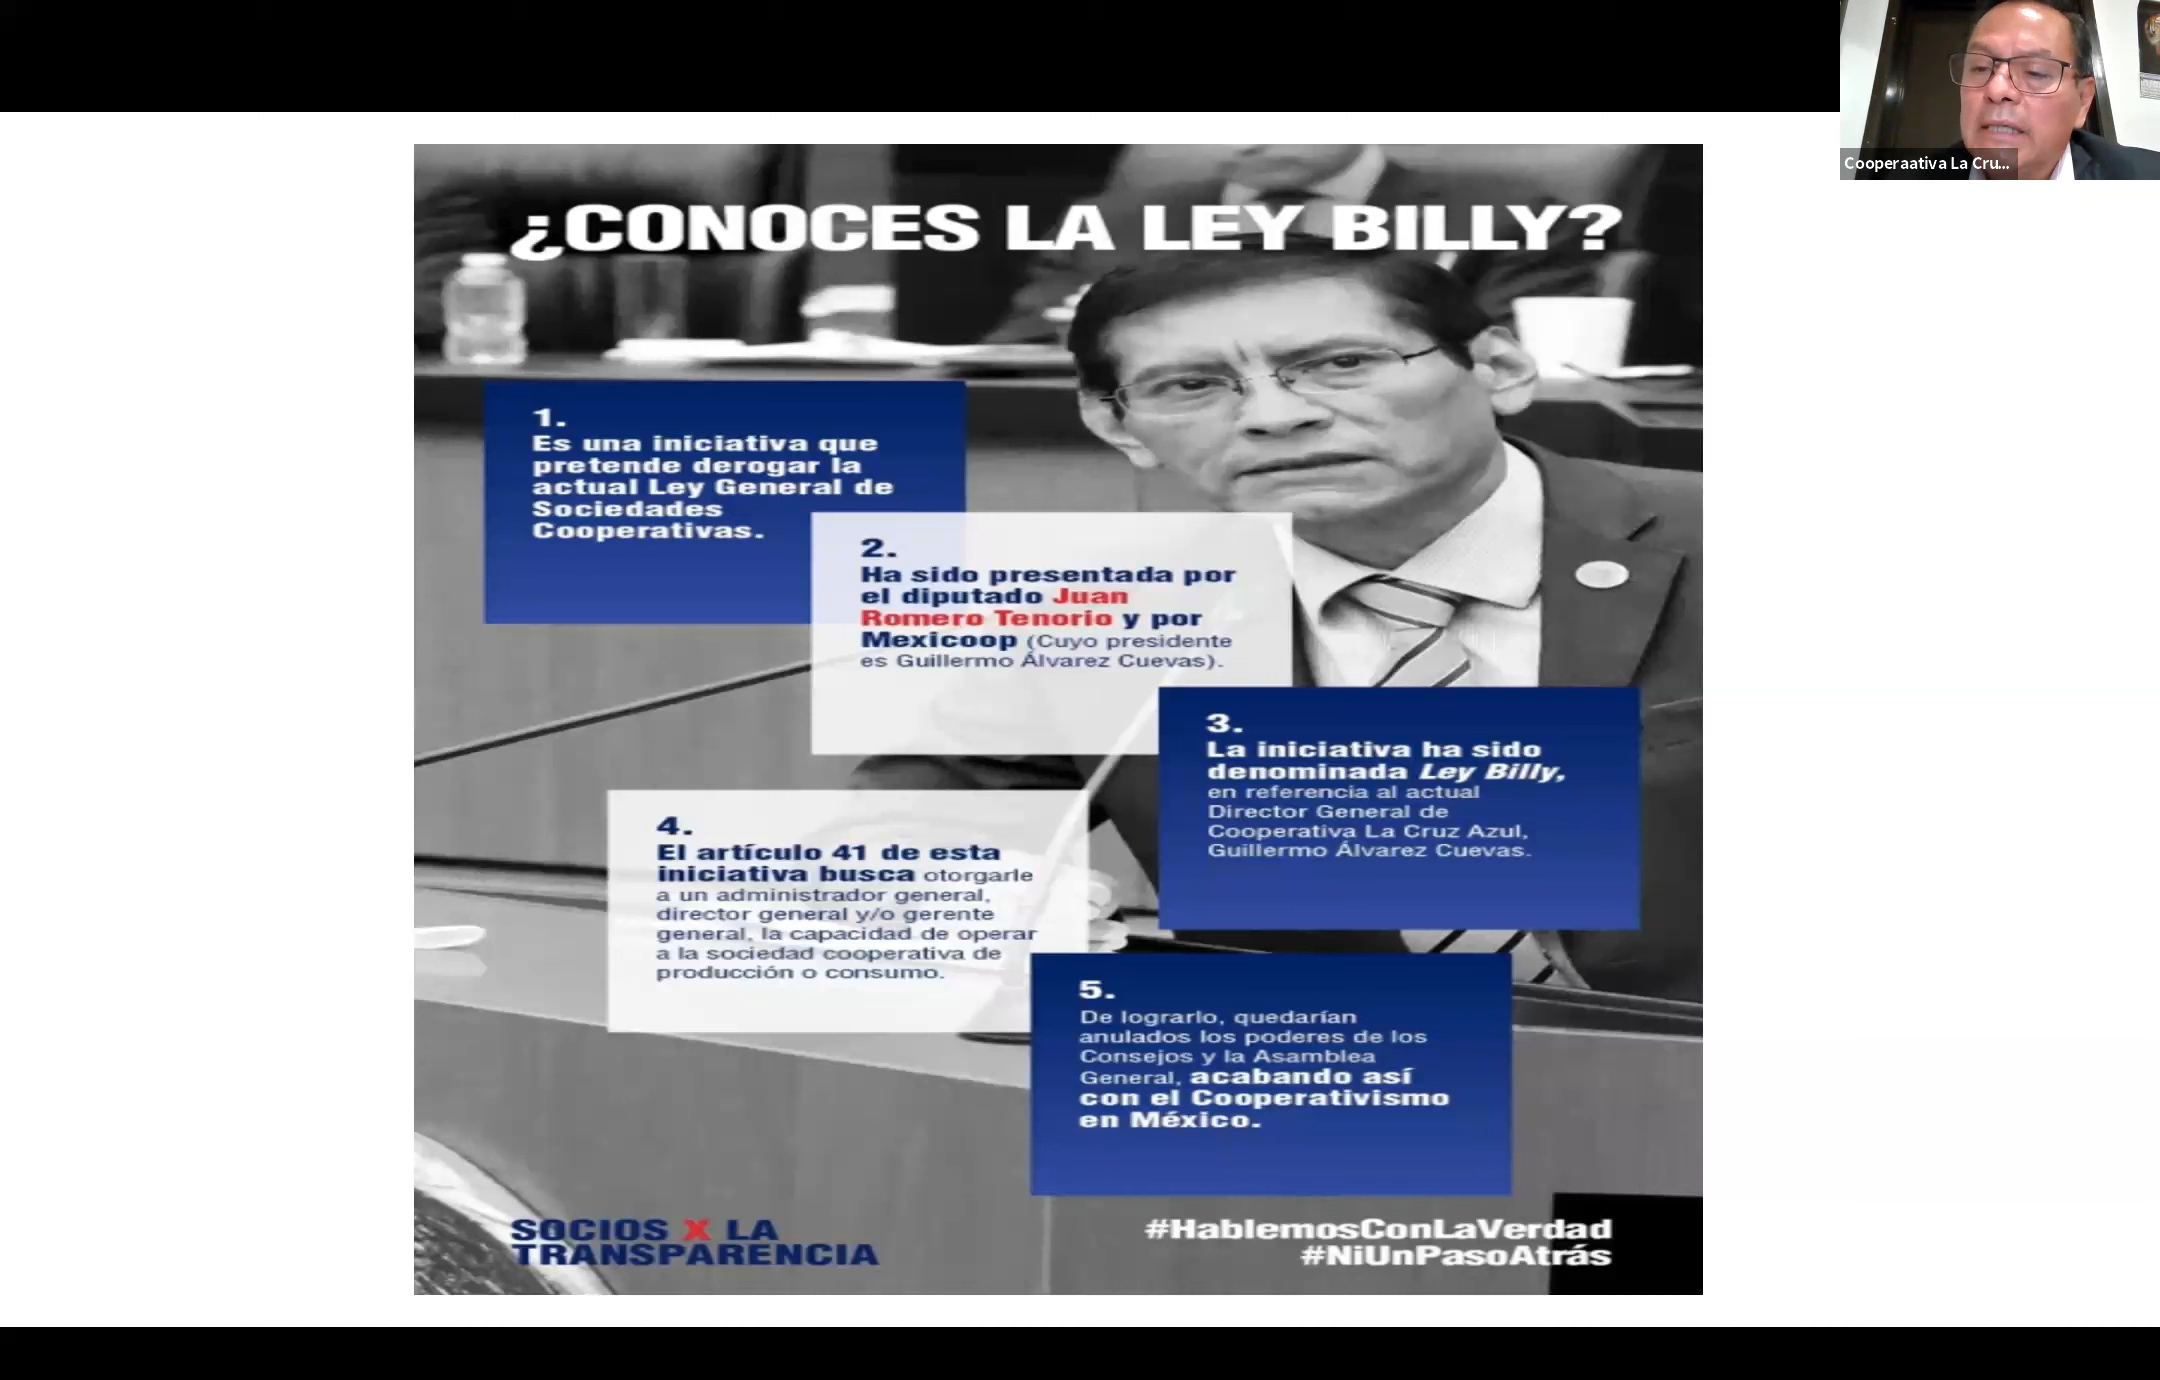 Cooperaativa La Cru...
¿CONOCES LA LEY BILLY?
1.
Es una iniciativa que
pretende derogar la
actual Ley General de
Sociedades
Cooperativas.
2.
Ha sido presentada por
el diputado Juan
Romero Tenorio y por
Mexicoop (Cuyo presidente
es Guillermo Álvarez Cuevas).
3.
La iniciativa ha sido
denominada Ley Billy,
en referencia al actual
Director General de
Cooperativa La Cruz Azul,
Guillermo Álvarez Cuevas.
4.
El artículo 41 de esta
iniciativa busca otorgarle
a un administrador general,
director general y/o gerente
general, la capacidad de operar
a la sociedad cooperativa de
producción o consumo.
5.
De lograrlo, quedarían
anulados los poderes de los
Consejos y la Asamblea
General, acabando así
con el Cooperativismo
en México.
SOCIOS X LA
TRANSPARENCIA
#HablemosConLaVerdad
#NiUnPasoAtrás